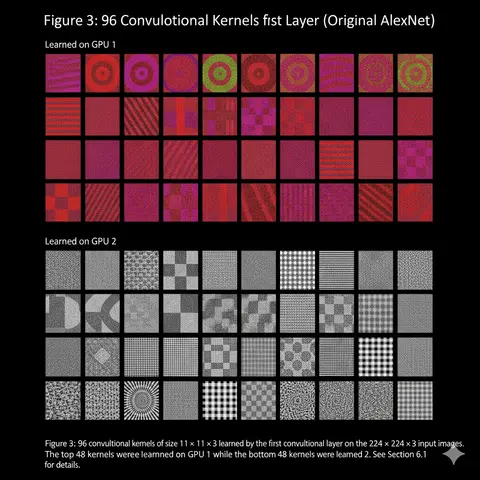 Figure 3: 96 Convulotional Kernels fist Layer (Original AlexNet)
Learned on GPU 1
Learned on GPU 2
Figure 3: 96 convultional kernels of size 11 × 11 × 3 learned by the first convultional layer on the 224 × 224 × 3 input images.
The top 48 kernels weree learnned on GPU 1 while the bottom 48 kernels were leamed 2. See Section 6.1
for details.